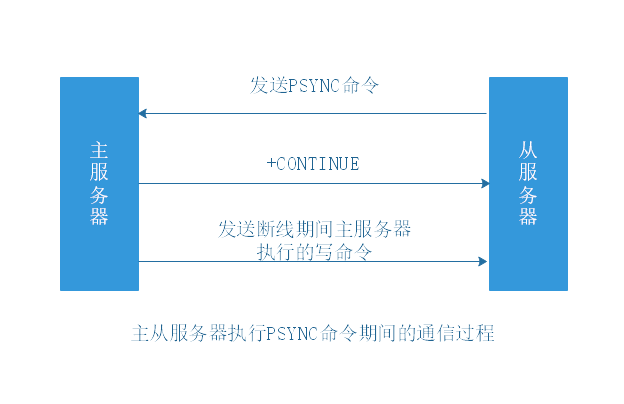 发送PSYNC命令
主服务器
从服务器
+CONTINUE
发送断线期间主服务器
执行的写命令
主从服务器执行PSYNC命令期间的通信过程